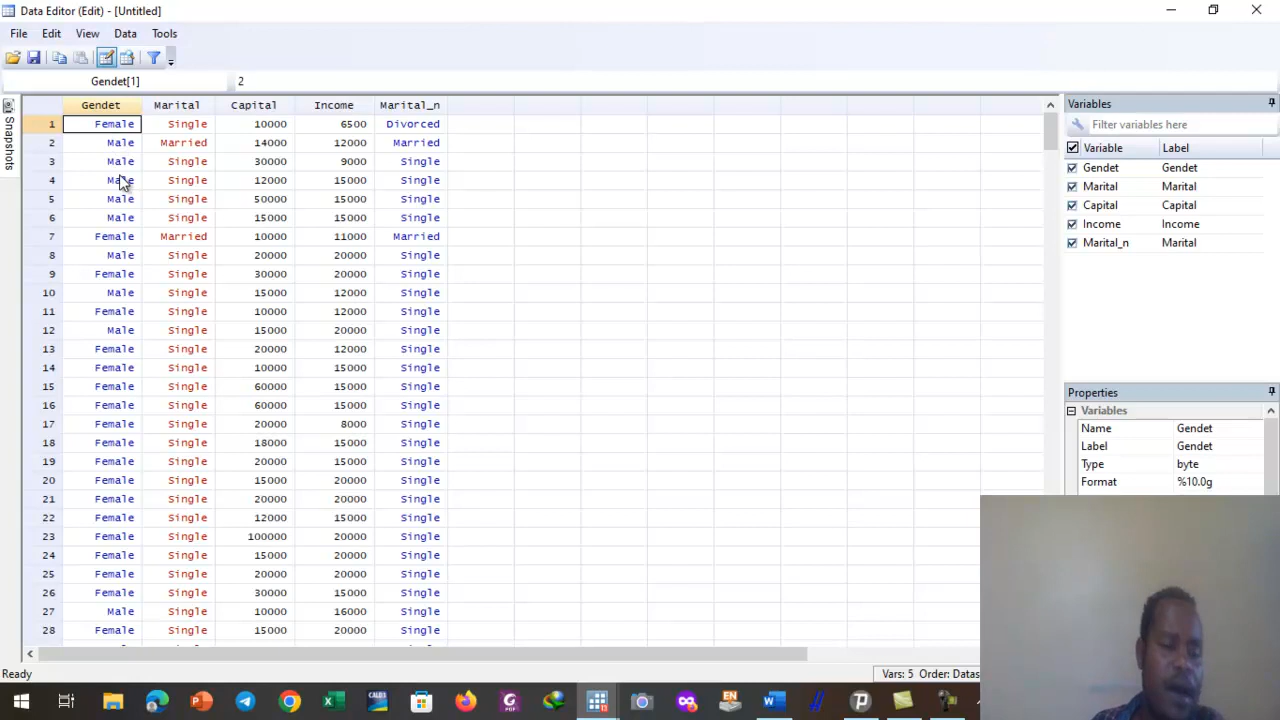 Data Editor (Edit) - [Untitled]
File Edit View Data Tools
Gendet[1] 2
Snapshots
Gendet Marital Capital Income Marital_n
1 Female Single 10000 6500 Divorced
2 Male Married 14000 12000 Married
3 Male Single 30000 9000 Single
4 Male Single 12000 15000 Single
5 Male Single 50000 15000 Single
6 Male Single 15000 15000 Single
7 Female Married 10000 11000 Married
8 Male Single 20000 20000 Single
9 Female Single 30000 20000 Single
10 Male Single 15000 12000 Single
11 Female Single 10000 12000 Single
12 Male Single 15000 20000 Single
13 Female Single 20000 12000 Single
14 Female Single 10000 15000 Single
15 Female Single 60000 15000 Single
16 Female Single 60000 15000 Single
17 Female Single 20000 8000 Single
18 Female Single 18000 15000 Single
19 Female Single 20000 15000 Single
20 Female Single 15000 20000 Single
21 Female Single 20000 20000 Single
22 Female Single 12000 15000 Single
23 Female Single 100000 20000 Single
24 Female Single 15000 20000 Single
25 Female Single 20000 20000 Single
26 Female Single 30000 15000 Single
27 Male Single 10000 16000 Single
28 Female Single 15000 20000 Single
Variables
Filter variables here
Variable Label
Gendet Gendet
Marital Marital
Capital Capital
Income Income
Marital_n Marital
Properties
Variables
Name Gendet
Label Gendet
Type byte
Format %10.0g
Ready
Vars: 5 Order: Datas
EN